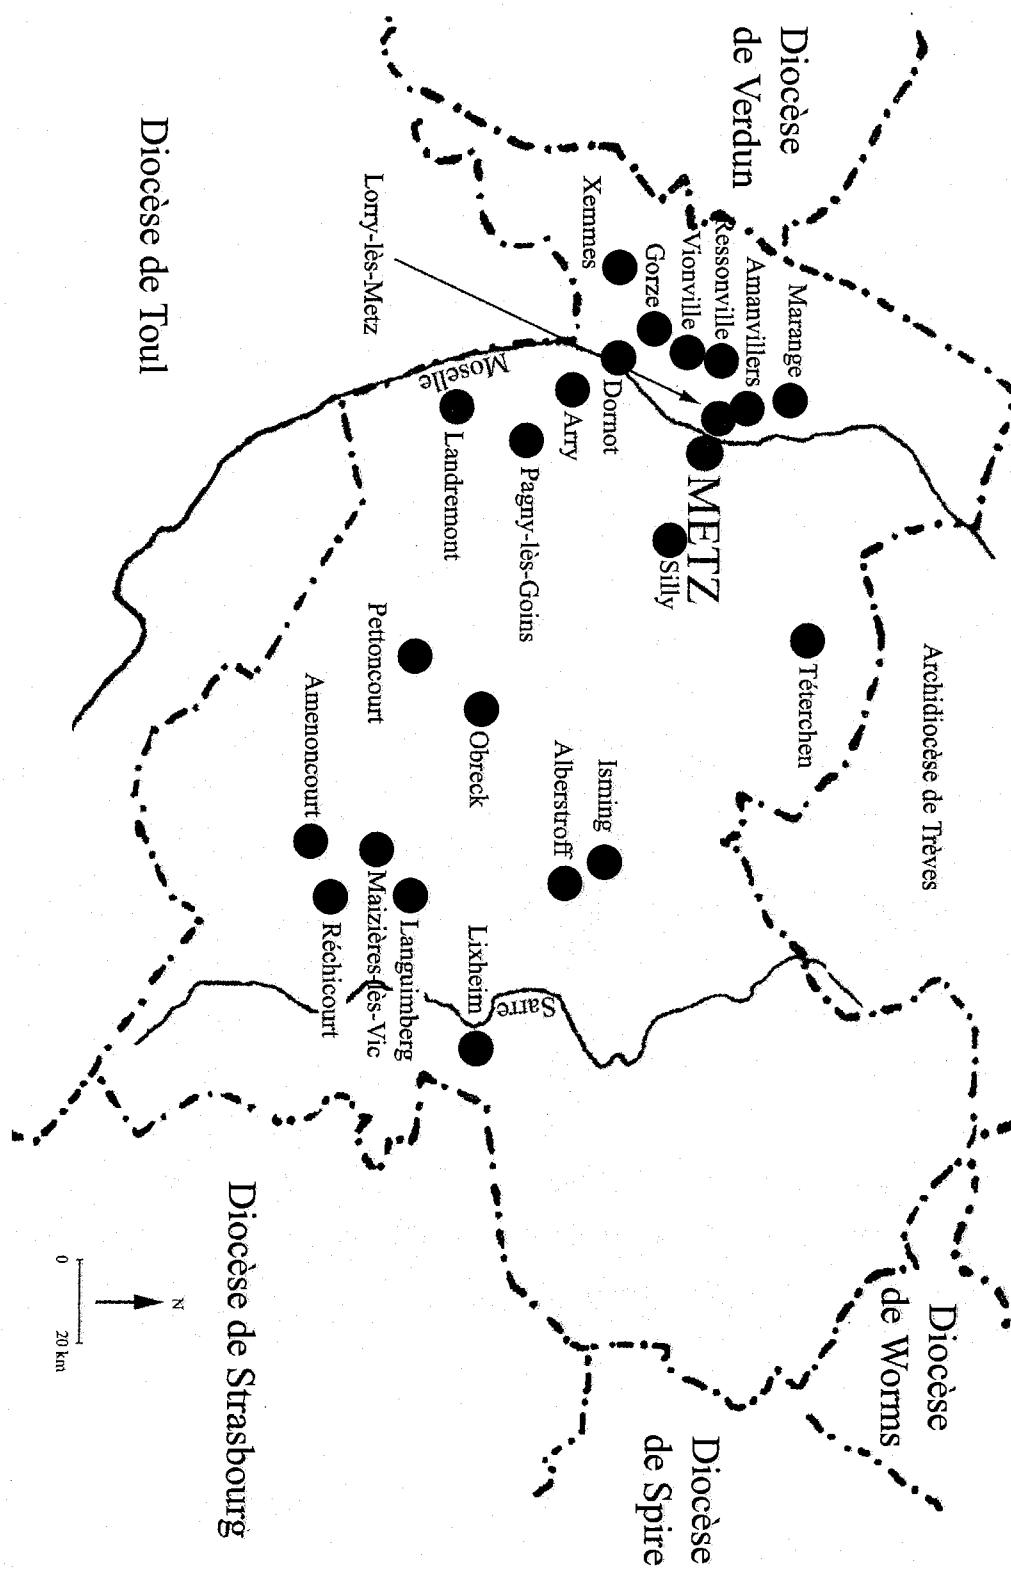 Diocèse
de Verdun
Archidiocèse de Trèves
Diocèse
de Worms
Diocèse
de Spire
Marange
Amanvillers
Ressonville
Vionville
Gorze
Xemmes
Lorry-lès-Metz
METZ
Silly
Téterchen
Dornot
Arry
Pagny-lès-Goins
Moselle
Landremont
Isming
Alberstroff
Obreck
Pettoncourt
Amenoncourt
Lixheim
Sarre
Languimberg
Maizières-lès-Vic
Réchicourt
Diocèse de Toul
Diocèse de Strasbourg
N
0
20 km